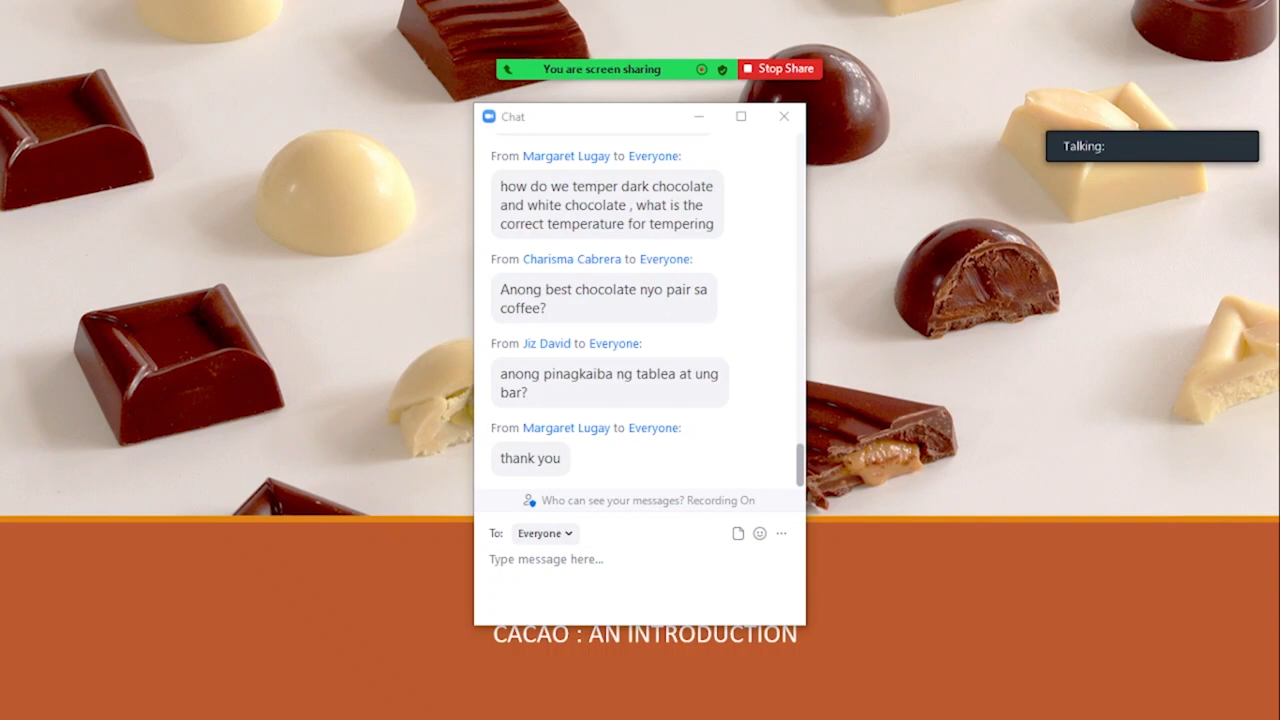 You are screen sharing
Stop Share
Chat
Talking:
From Margaret Lugay to Everyone:
how do we temper dark chocolate
and white chocolate , what is the
correct temperature for tempering
From Charisma Cabrera to Everyone:
Anong best chocolate nyo pair sa
coffee?
From Jiz David to Everyone:
anong pinagkaiba ng tablea at ung
bar?
From Margaret Lugay to Everyone:
thank you
Who can see your messages? Recording On
To: Everyone
Type message here...
CACAO : AN INTRODUCTION